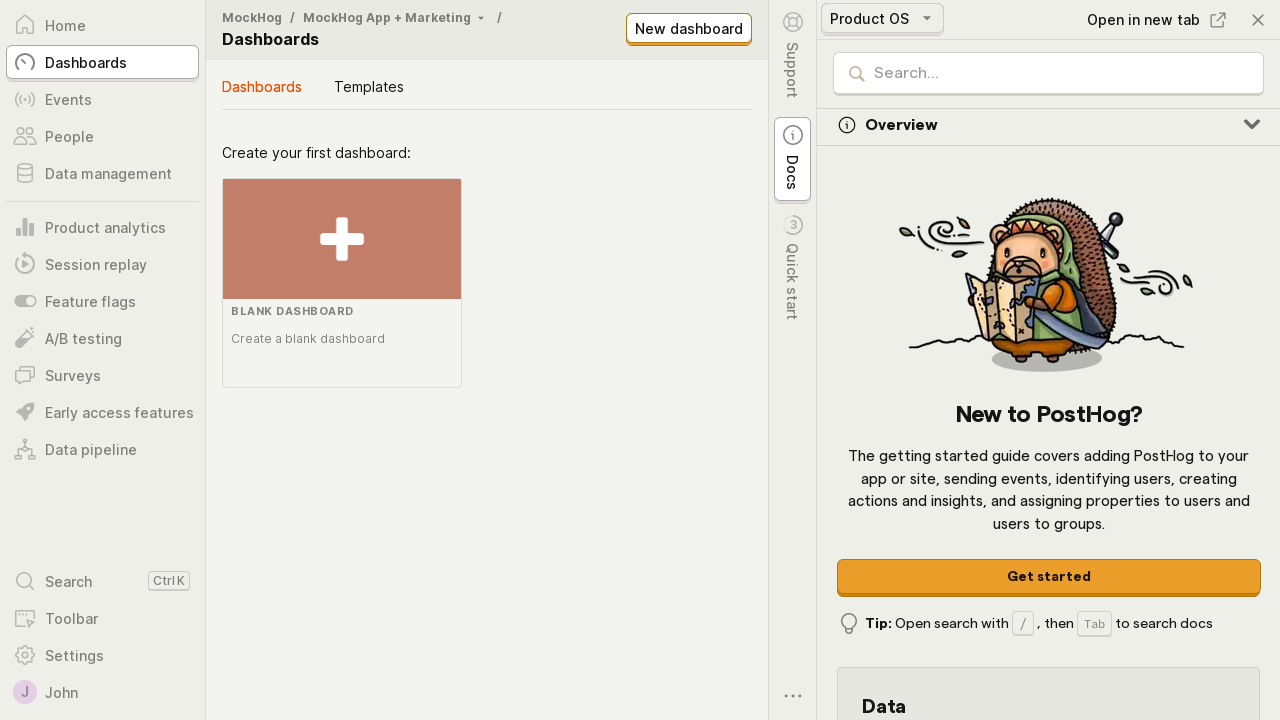 Home
Dashboards
Events
People
Data management
Product analytics
Session replay
Feature flags
A/B testing
Surveys
Early access features
Data pipeline
Search Ctrl K
Toolbar
Settings
J John
MockHog / MockHog App + Marketing /
Dashboards
New dashboard
Dashboards Templates
Create your first dashboard:
BLANK DASHBOARD
Create a blank dashboard
Support
Docs
3 Quick start
Product OS
Open in new tab
Search...
Overview
New to PostHog?
The getting started guide covers adding PostHog to your
app or site, sending events, identifying users, creating
actions and insights, and assigning properties to users and
users to groups.
Get started
Tip: Open search with / , then Tab to search docs
Data